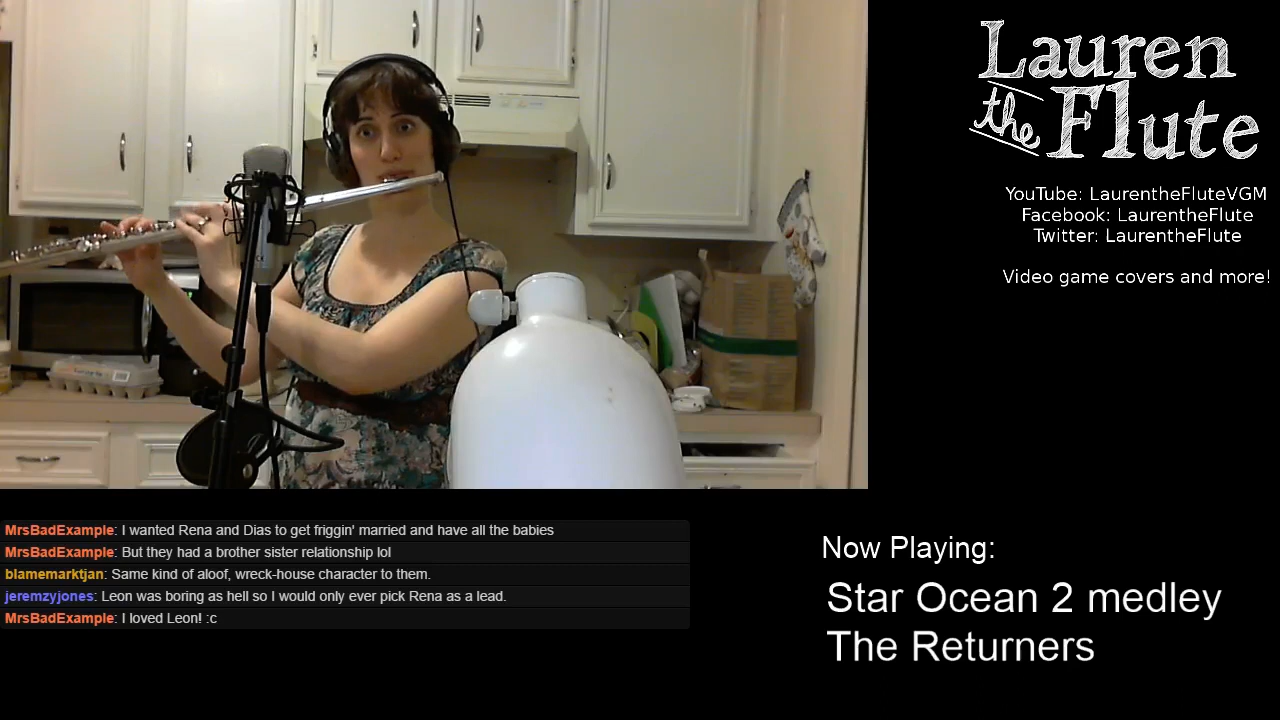 Lauren
the Flute
YouTube: LaurentheFluteVGM
Facebook: LaurentheFlute
Twitter: LaurentheFlute
Video game covers and more!
MrsBadExample: I wanted Rena and Dias to get friggin' married and have all the babies
MrsBadExample: But they had a brother sister relationship lol
blamemarktjan: Same kind of aloof, wreck-house character to them.
jeremzyjones: Leon was boring as hell so I would only ever pick Rena as a lead.
MrsBadExample: I loved Leon! :c
Now Playing:
Star Ocean 2 medley
The Returners